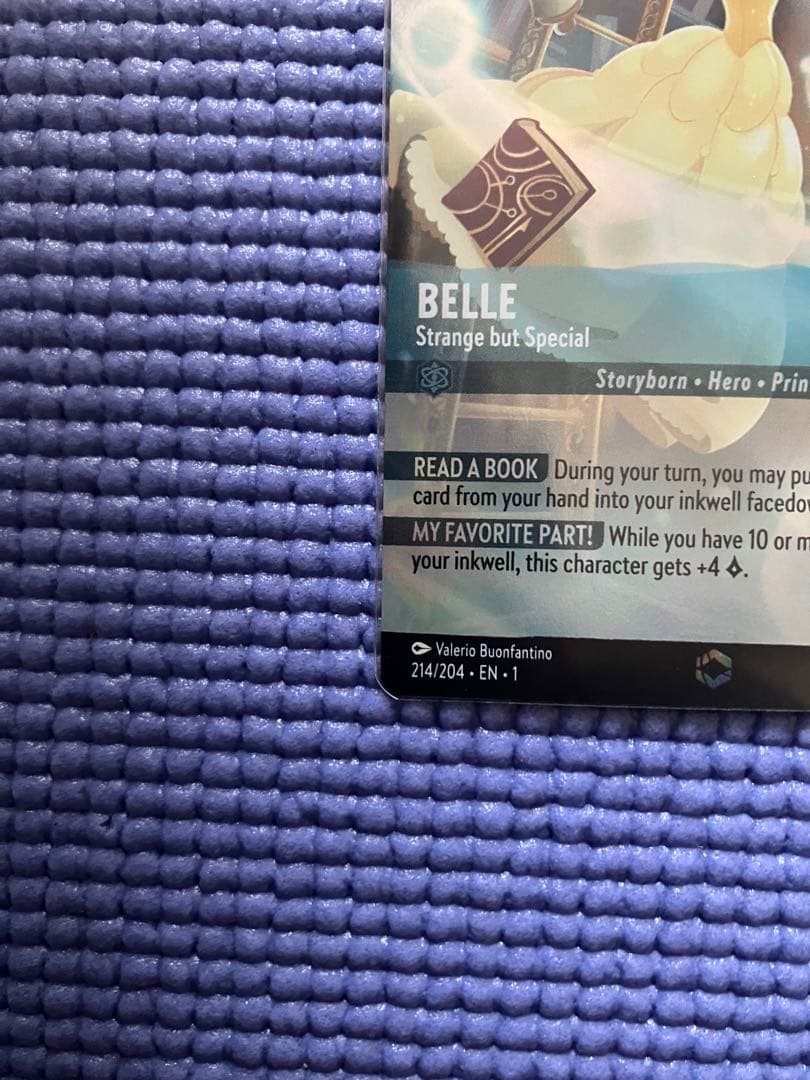 BELLE
Strange but Special
Storyborn • Hero • Prin
READ A BOOK During your turn, you may pu
card from your hand into your inkwell facedo
MY FAVORITE PART! While you have 10 or m
your inkwell, this character gets +4 .
Valerio Buonfantino
214/204 • EN • 1